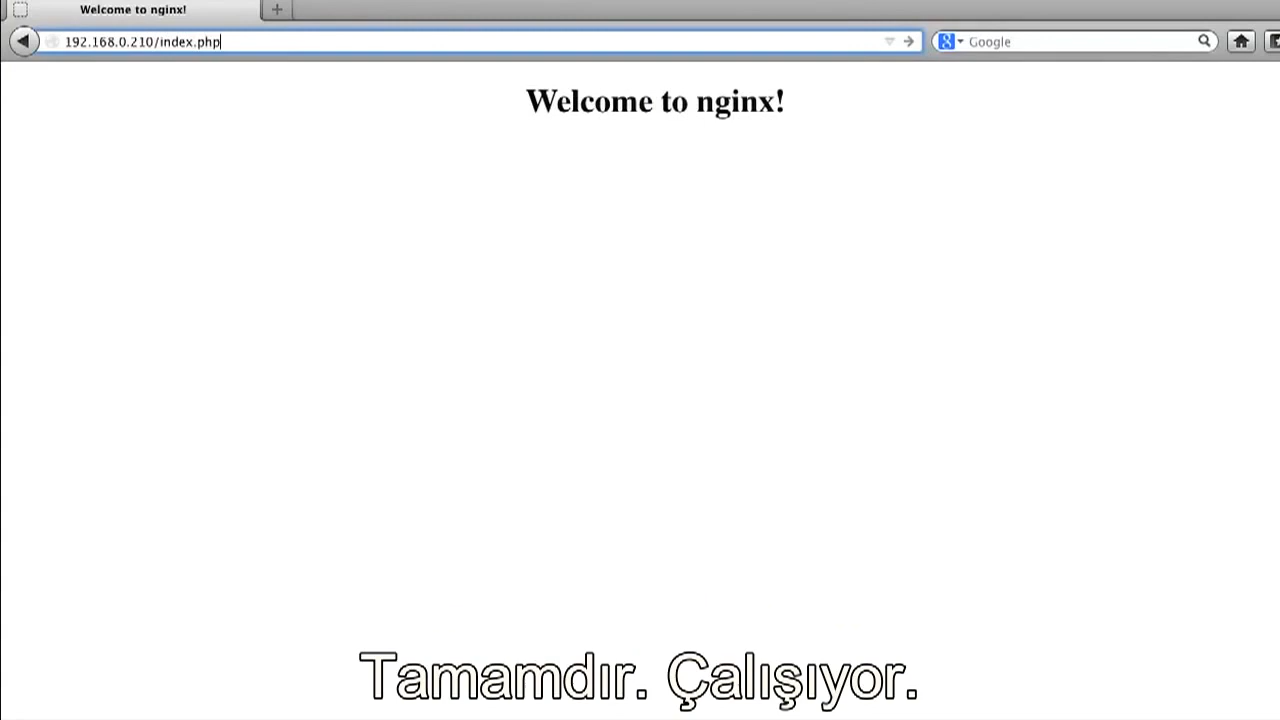 Welcome to nginx!
192.168.0.210/index.php
Google
Welcome to nginx!
Tamamdır. Çalışıyor.